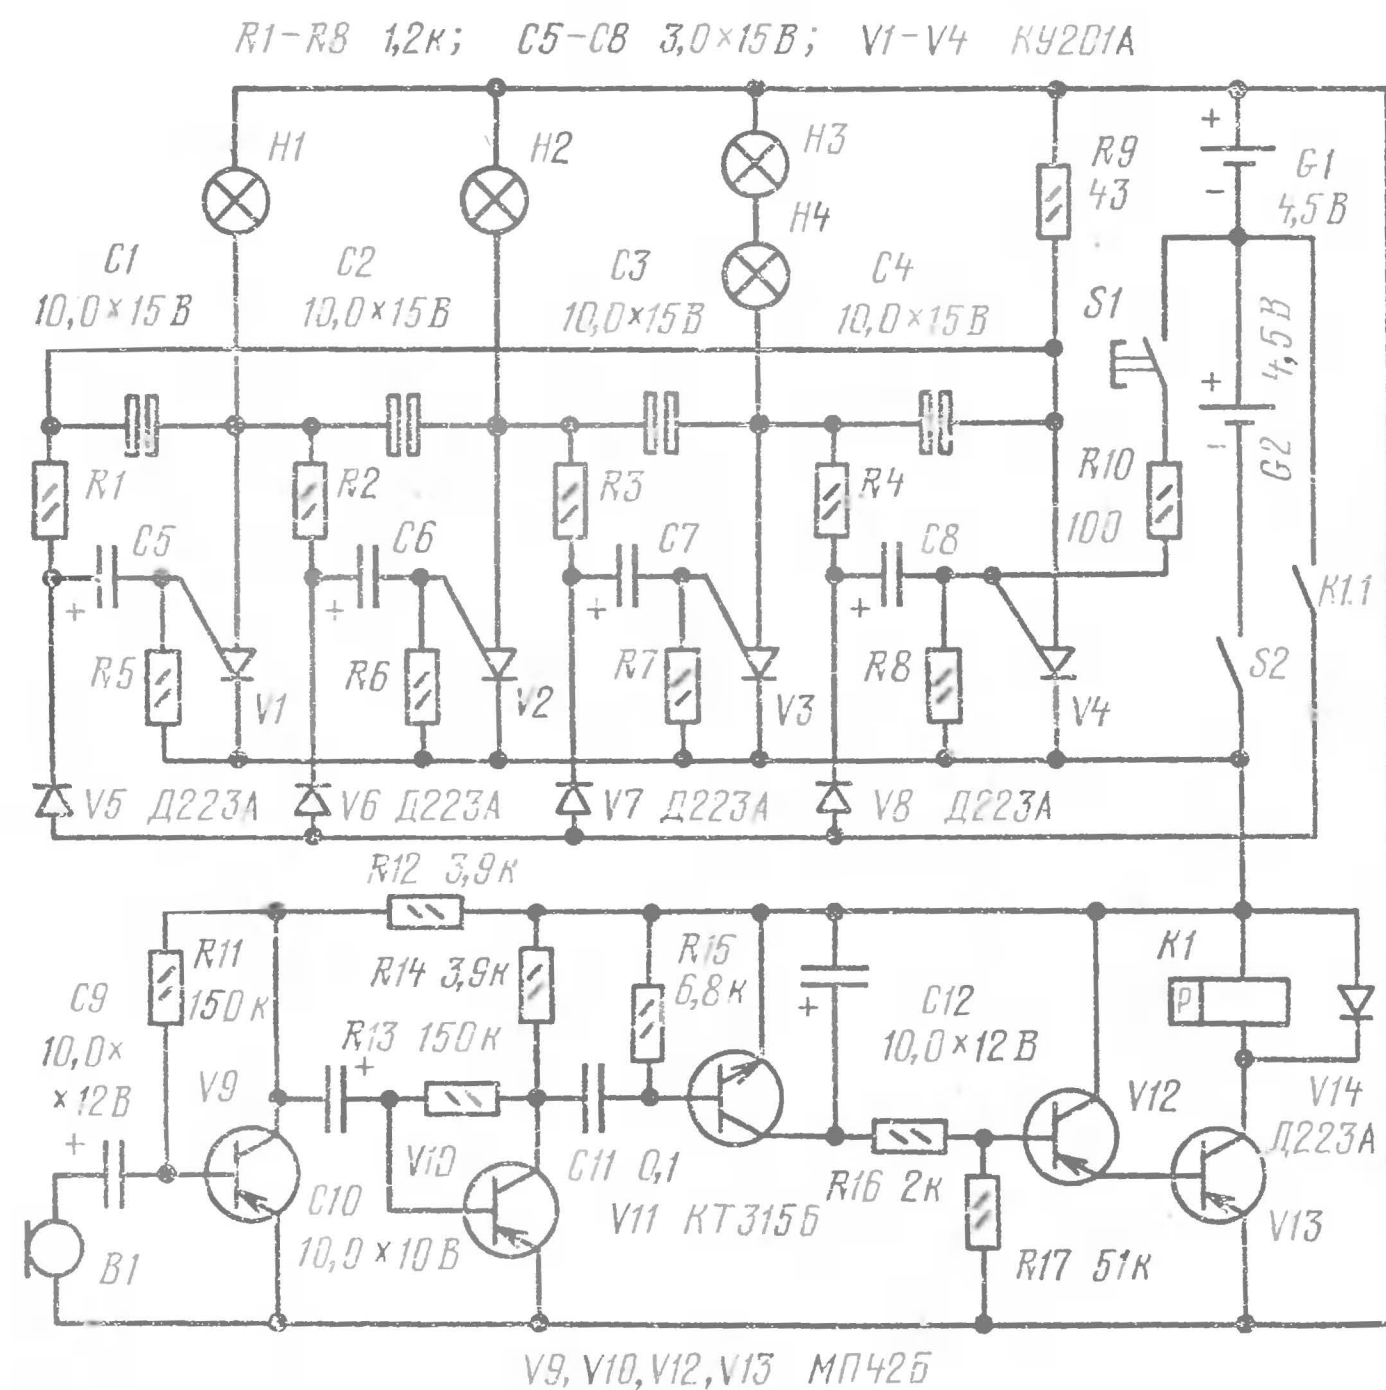 R1-R8 1,2к; C5-C8 3,0×15В; V1-V4 КУ201А
H1
H2
H3
H4
R9
43
+
-
G1
4,5В
C1
10,0×15В
C2
10,0×15В
C3
10,0×15В
C4
10,0×15В
S1
+
-
G2 4,5В
R1
R2
R3
R4
R10
100
C5
+
C6
+
C7
+
C8
+
K1.1
R5
V1
R6
V2
R7
V3
R8
V4
S2
V5 Д223А
V6 Д223А
V7 Д223А
V8 Д223А
R12 3,9к
R11
150к
R14 3,9к
R15
6,8к
K1
P
C9
10,0×
×12В
+
R13 150к
+
+
C12
10,0×12В
V9
V10
C11 0,1
V12
V14
Д223А
C10
10,0×10В
V11 КТ315Б
R16 2к
V13
B1
R17 51к
V9, V10, V12, V13 МП42Б